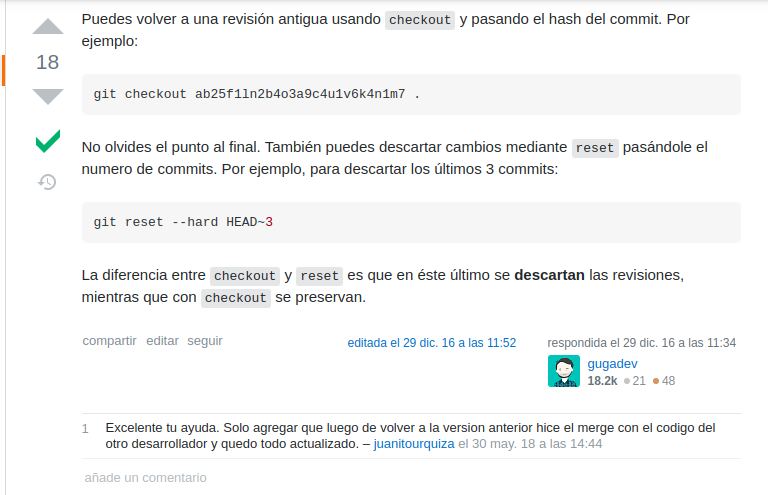 Puedes volver a una revisión antigua usando checkout y pasando el hash del commit. Por
ejemplo:
18
git checkout ab25f1ln2b4o3a9c4u1v6k4n1m7 .
No olvides el punto al final. También puedes descartar cambios mediante reset pasándole el
numero de commits. Por ejemplo, para descartar los últimos 3 commits:
git reset --hard HEAD~3
La diferencia entre checkout y reset es que en éste último se descartan las revisiones,
mientras que con checkout se preservan.
compartir editar seguir
editada el 29 dic. 16 a las 11:52
respondida el 29 dic. 16 a las 11:34
gugadev
18.2k 21 48
1 Excelente tu ayuda. Solo agregar que luego de volver a la version anterior hice el merge con el codigo del
otro desarrollador y quedo todo actualizado. – juanitourquiza el 30 may. 18 a las 14:44
añade un comentario